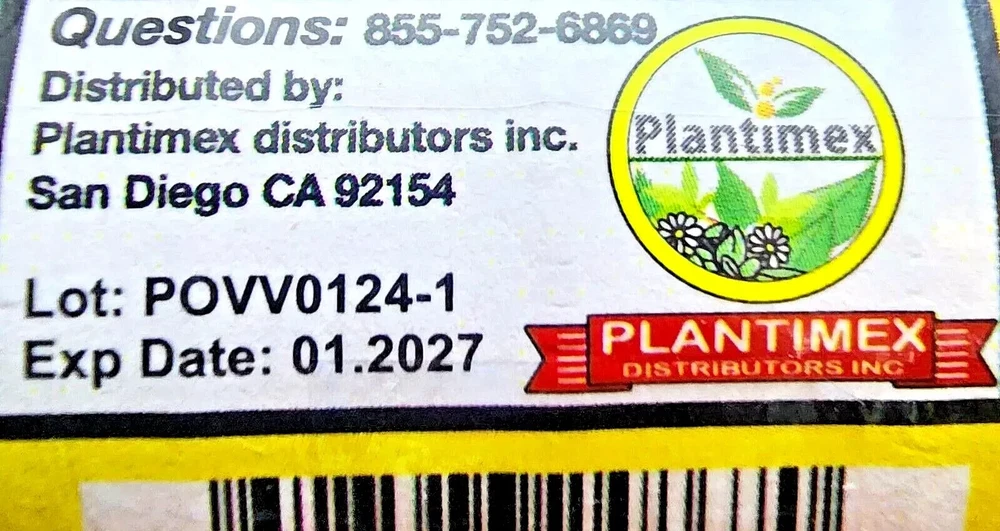 Questions: 855-752-6869
Distributed by:
Plantimex distributors inc.
San Diego CA 92154
Lot: POVV0124-1
Exp Date: 01.2027
Plantimex
PLANTIMEX
DISTRIBUTORS INC